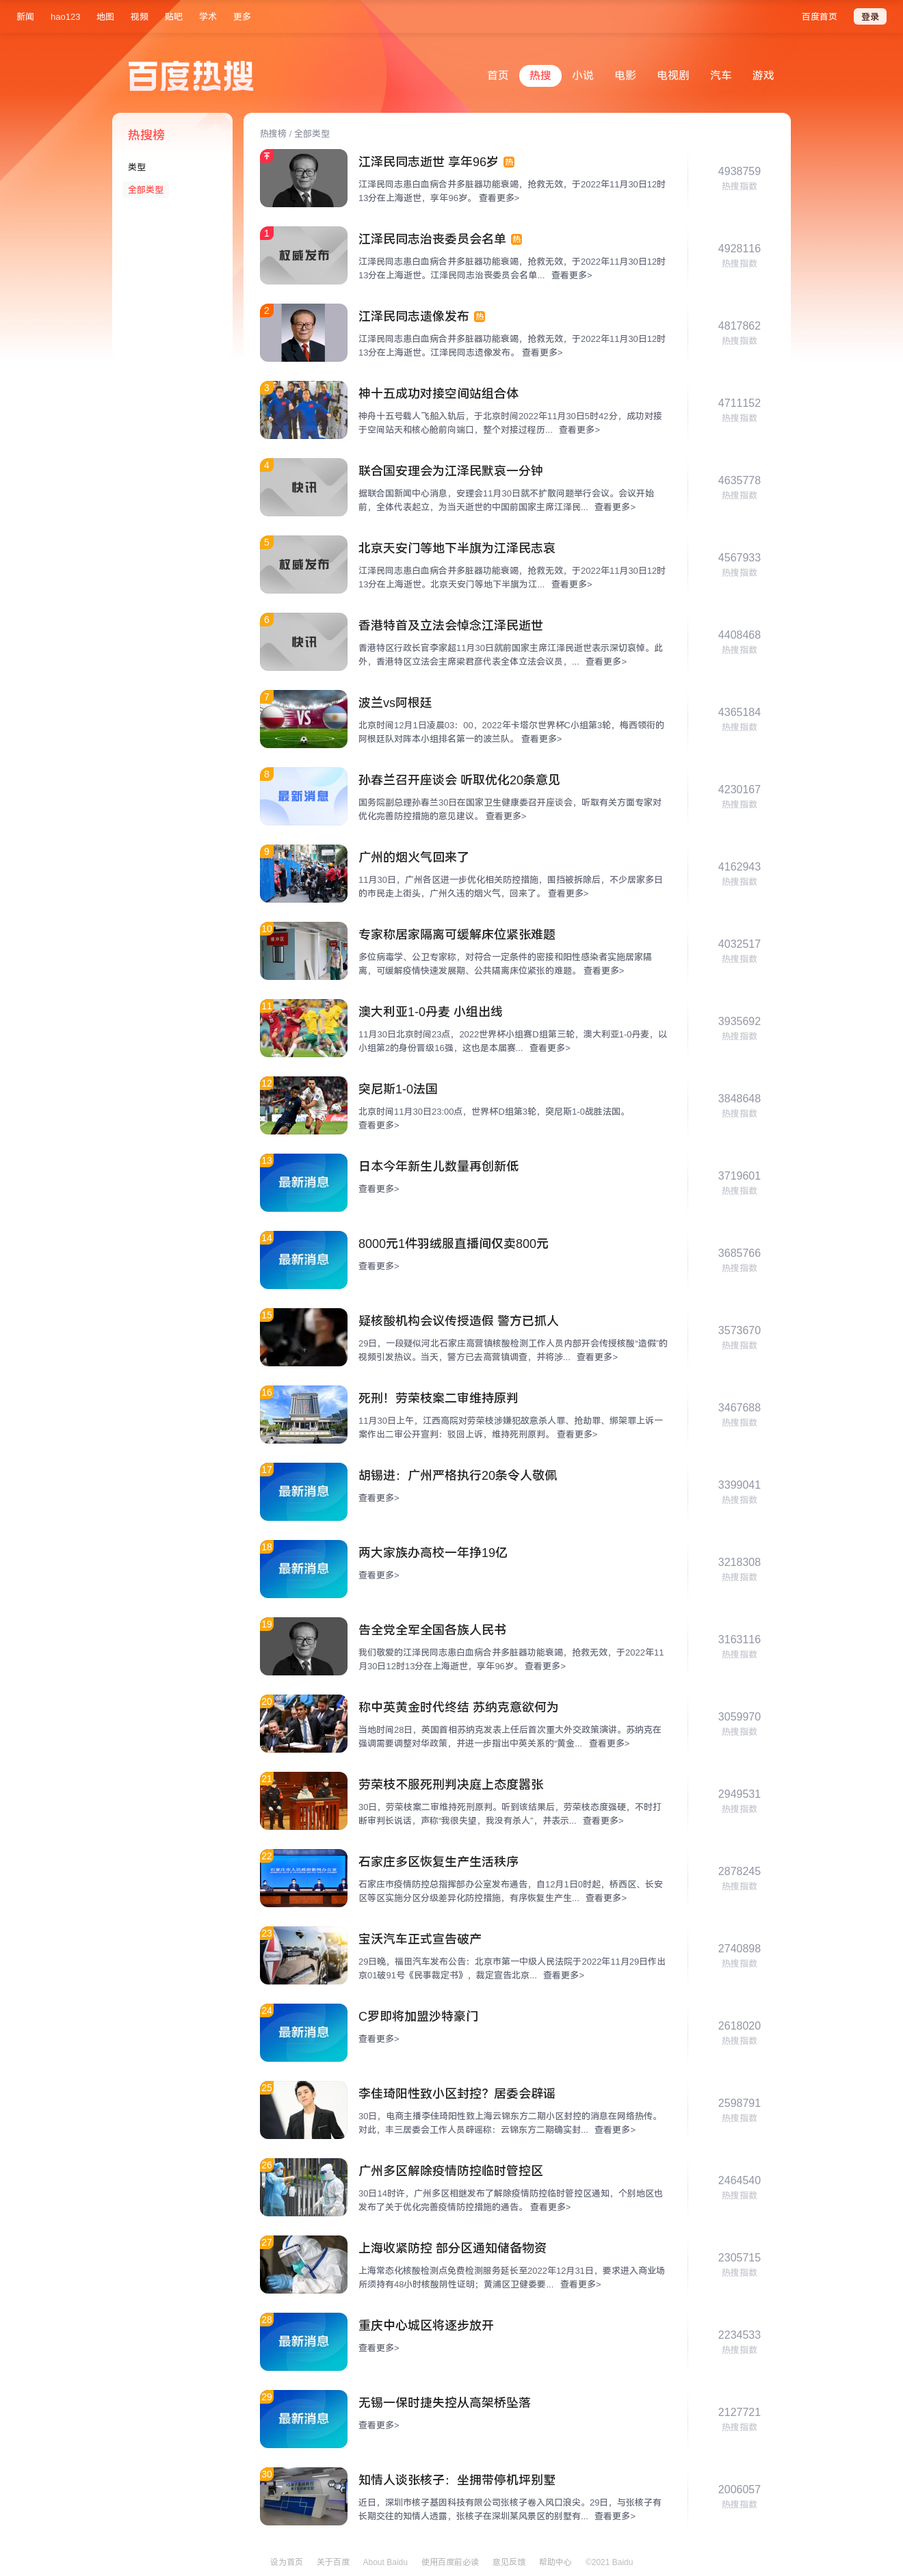 新闻 hao123 地图 视频 贴吧 学术 更多 百度首页 登录
百度热搜
首页 热搜 小说 电影 电视剧 汽车 游戏
热搜榜
类型
全部类型
热搜榜 / 全部类型
江泽民同志逝世 享年96岁 热
江泽民同志患白血病合并多脏器功能衰竭，抢救无效，于2022年11月30日12时
13分在上海逝世，享年96岁。 查看更多>
4938759
热搜指数
1
权威发布
江泽民同志治丧委员会名单 热
江泽民同志患白血病合并多脏器功能衰竭，抢救无效，于2022年11月30日12时
13分在上海逝世。江泽民同志治丧委员会名单... 查看更多>
4928116
热搜指数
2
江泽民同志遗像发布 热
江泽民同志患白血病合并多脏器功能衰竭，抢救无效，于2022年11月30日12时
13分在上海逝世。江泽民同志遗像发布。 查看更多>
4817862
热搜指数
3
神十五成功对接空间站组合体
神舟十五号载人飞船入轨后，于北京时间2022年11月30日5时42分，成功对接
于空间站天和核心舱前向端口，整个对接过程历... 查看更多>
4711152
热搜指数
4
快讯
联合国安理会为江泽民默哀一分钟
据联合国新闻中心消息，安理会11月30日就不扩散问题举行会议。会议开始
前，全体代表起立，为当天逝世的中国前国家主席江泽民... 查看更多>
4635778
热搜指数
5
权威发布
北京天安门等地下半旗为江泽民志哀
江泽民同志患白血病合并多脏器功能衰竭，抢救无效，于2022年11月30日12时
13分在上海逝世。北京天安门等地下半旗为江... 查看更多>
4567933
热搜指数
6
快讯
香港特首及立法会悼念江泽民逝世
香港特区行政长官李家超11月30日就前国家主席江泽民逝世表示深切哀悼。此
外，香港特区立法会主席梁君彦代表全体立法会议员，... 查看更多>
4408468
热搜指数
7
VS
波兰vs阿根廷
北京时间12月1日凌晨03：00，2022年卡塔尔世界杯C小组第3轮，梅西领衔的
阿根廷队对阵本小组排名第一的波兰队。 查看更多>
4365184
热搜指数
8
最新消息
孙春兰召开座谈会 听取优化20条意见
国务院副总理孙春兰30日在国家卫生健康委召开座谈会，听取有关方面专家对
优化完善防控措施的意见建议。 查看更多>
4230167
热搜指数
9
广州的烟火气回来了
11月30日，广州各区进一步优化相关防控措施，围挡被拆除后，不少居家多日
的市民走上街头，广州久违的烟火气，回来了。 查看更多>
4162943
热搜指数
10
专家称居家隔离可缓解床位紧张难题
多位病毒学、公卫专家称，对符合一定条件的密接和阳性感染者实施居家隔
离，可缓解疫情快速发展期、公共隔离床位紧张的难题。 查看更多>
4032517
热搜指数
11
澳大利亚1-0丹麦 小组出线
11月30日北京时间23点，2022世界杯小组赛D组第三轮，澳大利亚1-0丹麦，以
小组第2的身份晋级16强，这也是本届赛... 查看更多>
3935692
热搜指数
12
突尼斯1-0法国
北京时间11月30日23:00点，世界杯D组第3轮，突尼斯1-0战胜法国。
查看更多>
3848648
热搜指数
13
最新消息
日本今年新生儿数量再创新低
查看更多>
3719601
热搜指数
14
最新消息
8000元1件羽绒服直播间仅卖800元
查看更多>
3685766
热搜指数
15
疑核酸机构会议传授造假 警方已抓人
29日，一段疑似河北石家庄高营镇核酸检测工作人员内部开会传授核酸“造假”的
视频引发热议。当天，警方已去高营镇调查，并将涉... 查看更多>
3573670
热搜指数
16
死刑！劳荣枝案二审维持原判
11月30日上午，江西高院对劳荣枝涉嫌犯故意杀人罪、抢劫罪、绑架罪上诉一
案作出二审公开宣判：驳回上诉，维持死刑原判。 查看更多>
3467688
热搜指数
17
最新消息
胡锡进：广州严格执行20条令人敬佩
查看更多>
3399041
热搜指数
18
最新消息
两大家族办高校一年挣19亿
查看更多>
3218308
热搜指数
19
告全党全军全国各族人民书
我们敬爱的江泽民同志患白血病合并多脏器功能衰竭，抢救无效，于2022年11
月30日12时13分在上海逝世，享年96岁。 查看更多>
3163116
热搜指数
20
称中英黄金时代终结 苏纳克意欲何为
当地时间28日，英国首相苏纳克发表上任后首次重大外交政策演讲。苏纳克在
强调需要调整对华政策，并进一步指出中英关系的“黄金... 查看更多>
3059970
热搜指数
21
劳荣枝不服死刑判决庭上态度嚣张
30日，劳荣枝案二审维持死刑原判。听到该结果后，劳荣枝态度强硬，不时打
断审判长说话，声称“我很失望，我没有杀人”，并表示... 查看更多>
2949531
热搜指数
22
石家庄多区恢复生产生活秩序
石家庄市疫情防控总指挥部办公室发布通告，自12月1日0时起，桥西区、长安
区等区实施分区分级差异化防控措施，有序恢复生产生... 查看更多>
2878245
热搜指数
23
宝沃汽车正式宣告破产
29日晚，福田汽车发布公告：北京市第一中级人民法院于2022年11月29日作出
京01破91号《民事裁定书》，裁定宣告北京... 查看更多>
2740898
热搜指数
24
最新消息
C罗即将加盟沙特豪门
查看更多>
2618020
热搜指数
25
李佳琦阳性致小区封控？居委会辟谣
30日，电商主播李佳琦阳性致上海云锦东方二期小区封控的消息在网络热传。
对此，丰三居委会工作人员辟谣称：云锦东方二期确实封... 查看更多>
2598791
热搜指数
26
广州多区解除疫情防控临时管控区
30日14时许，广州多区相继发布了解除疫情防控临时管控区通知，个别地区也
发布了关于优化完善疫情防控措施的通告。 查看更多>
2464540
热搜指数
27
上海收紧防控 部分区通知储备物资
上海常态化核酸检测点免费检测服务延长至2022年12月31日，要求进入商业场
所须持有48小时核酸阴性证明；黄浦区卫健委要... 查看更多>
2305715
热搜指数
28
最新消息
重庆中心城区将逐步放开
查看更多>
2234533
热搜指数
29
最新消息
无锡一保时捷失控从高架桥坠落
查看更多>
2127721
热搜指数
30
知情人谈张核子：坐拥带停机坪别墅
近日，深圳市核子基因科技有限公司张核子卷入风口浪尖。29日，与张核子有
长期交往的知情人透露，张核子在深圳某风景区的别墅有... 查看更多>
2006057
热搜指数
设为首页 关于百度 About Baidu 使用百度前必读 意见反馈 帮助中心 ©2021 Baidu